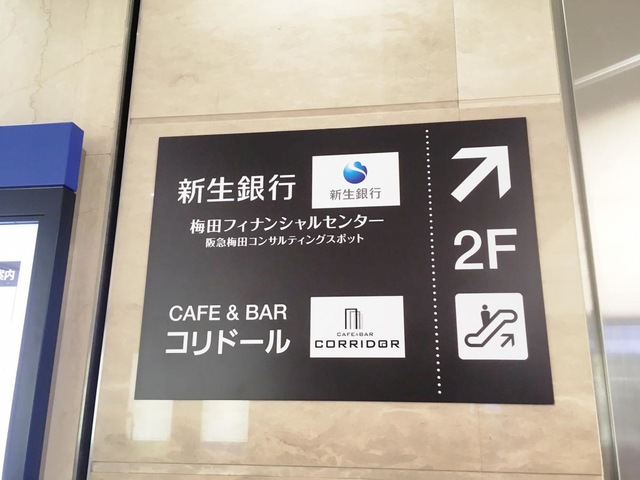 新生銀行
新生銀行
梅田フィナンシャルセンター
阪急梅田コンサルティングスポット
CAFE & BAR
コリドール
CAFE&BAR
CORRIDOR
2F
案内